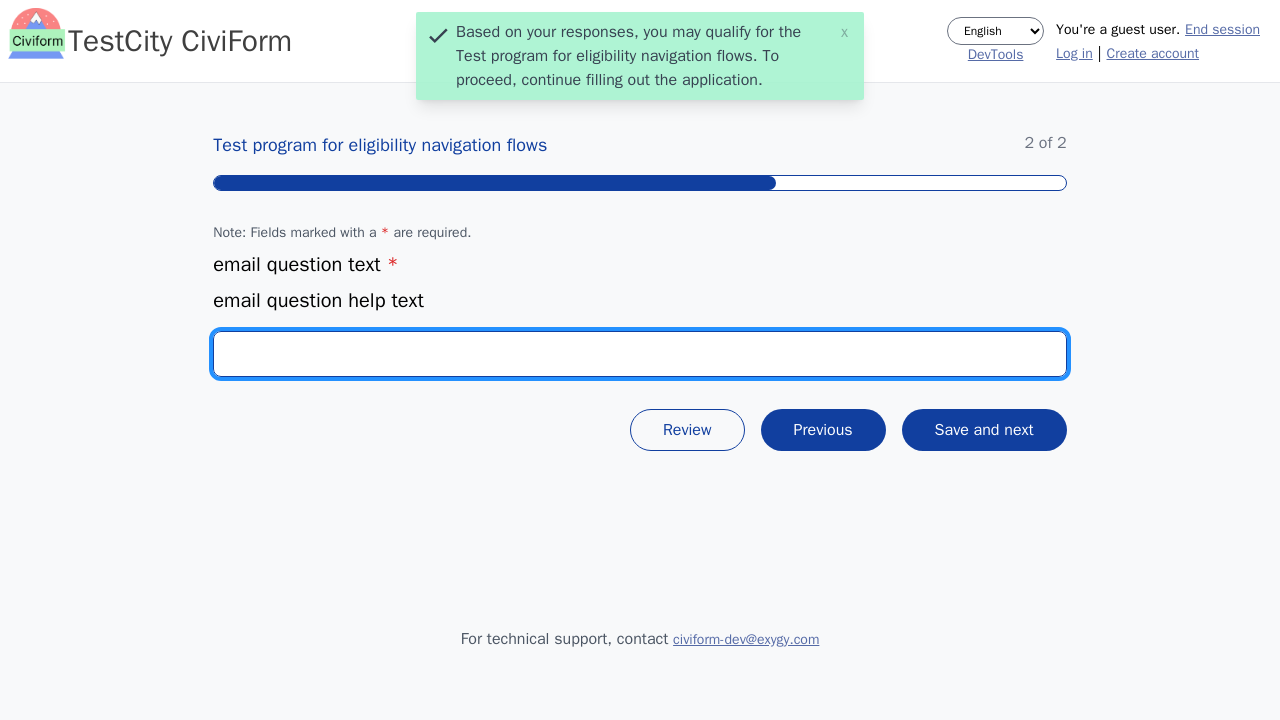 Civiform
TestCity CiviForm
Based on your responses, you may qualify for the
Test program for eligibility navigation flows. To
proceed, continue filling out the application.
x
English
DevTools
You're a guest user. End session
Log in | Create account
Test program for eligibility navigation flows
2 of 2
Note: Fields marked with a * are required.
email question text *
email question help text
Review
Previous
Save and next
For technical support, contact civiform-dev@exygy.com